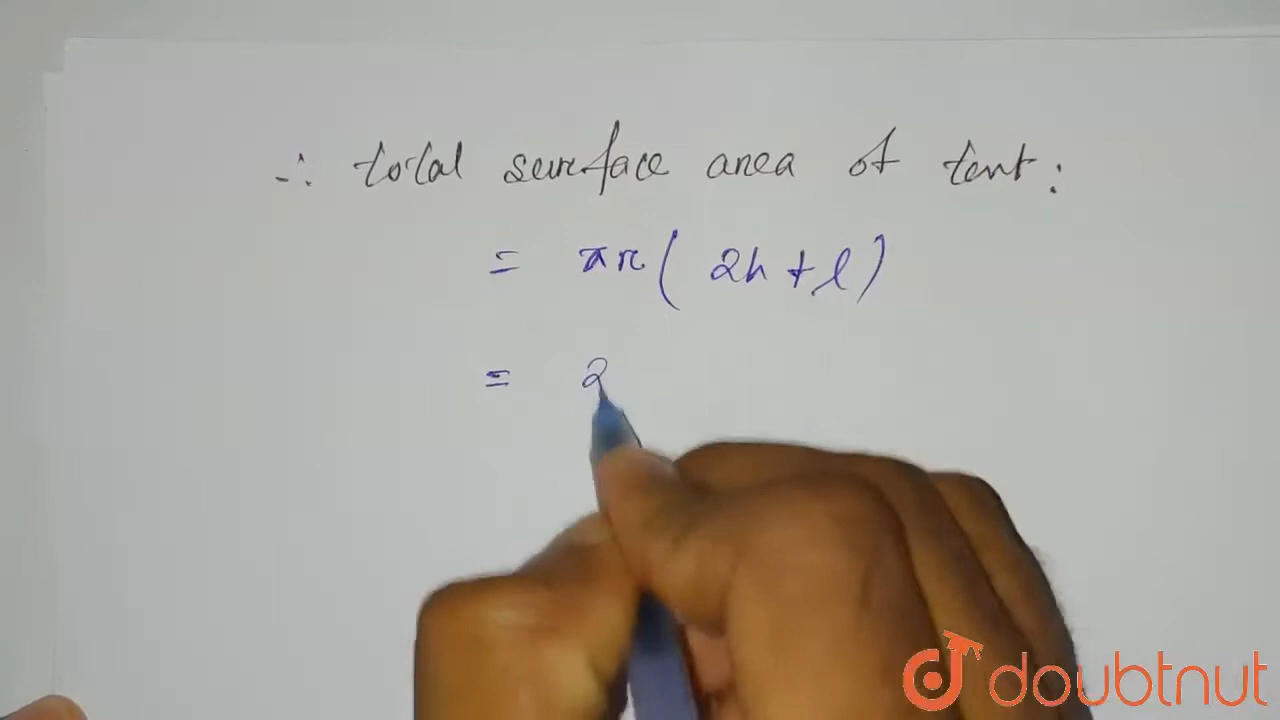 ∴ total surface area of tent:
= πr( 2h + l)
= 2
doubtnut